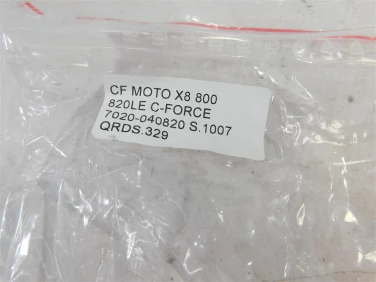 CF MOTO X8 800
820LE C-FORCE
7020-040820 S.1007
QRDS.329